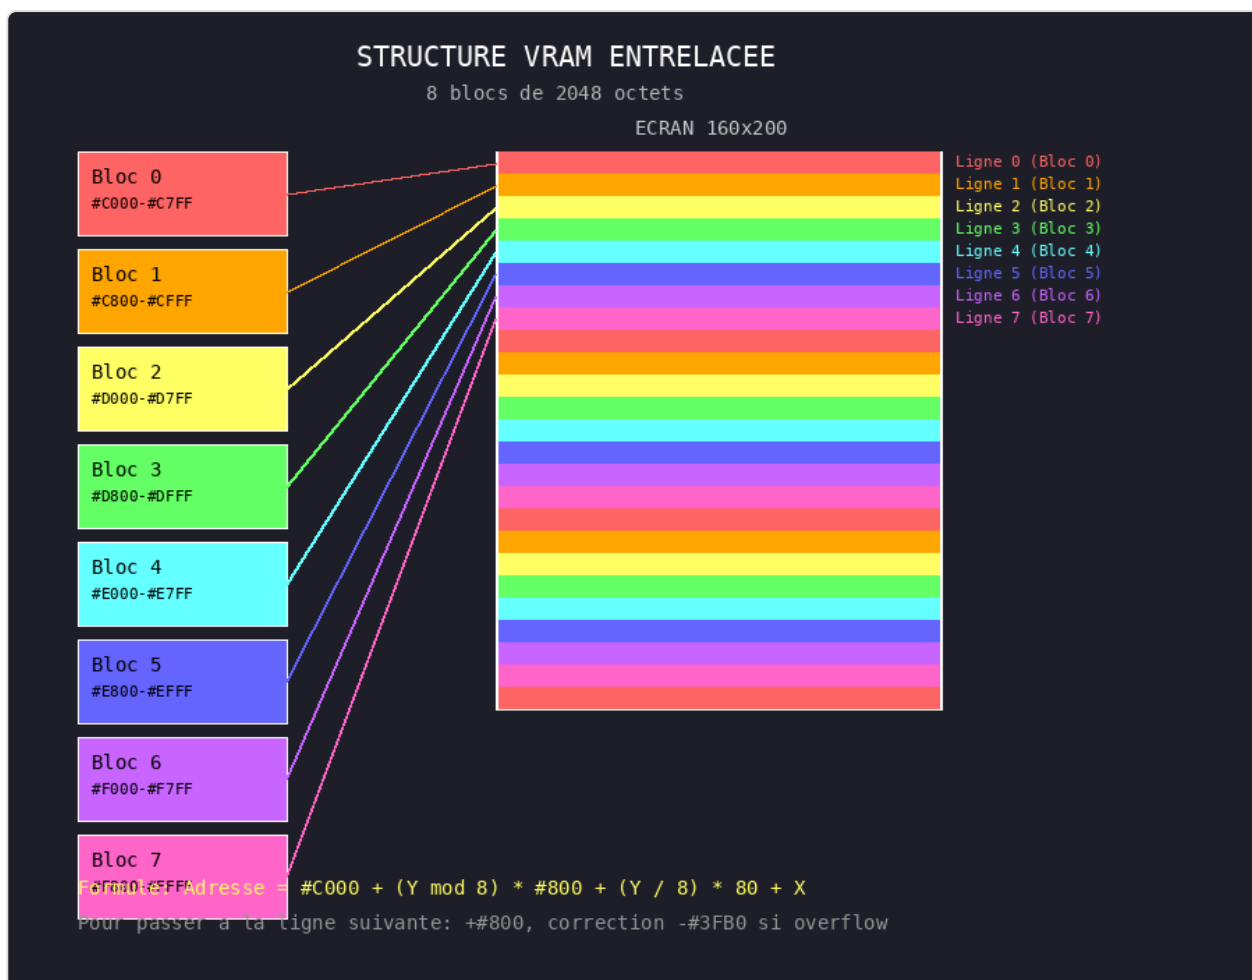 STRUCTURE VRAM ENTRELACEE
8 blocs de 2048 octets
ECRAN 160x200
Bloc 0
#C000-#C7FF
Bloc 1
#C800-#CFFF
Bloc 2
#D000-#D7FF
Bloc 3
#D800-#DFFF
Bloc 4
#E000-#E7FF
Bloc 5
#E800-#EFFF
Bloc 6
#F000-#F7FF
Bloc 7
Ligne 0 (Bloc 0)
Ligne 1 (Bloc 1)
Ligne 2 (Bloc 2)
Ligne 3 (Bloc 3)
Ligne 4 (Bloc 4)
Ligne 5 (Bloc 5)
Ligne 6 (Bloc 6)
Ligne 7 (Bloc 7)
Formule: Adresse = #C000 + (Y mod 8) * #800 + (Y / 8) * 80 + X
Pour passer a la ligne suivante: +#800, correction -#3FB0 si overflow